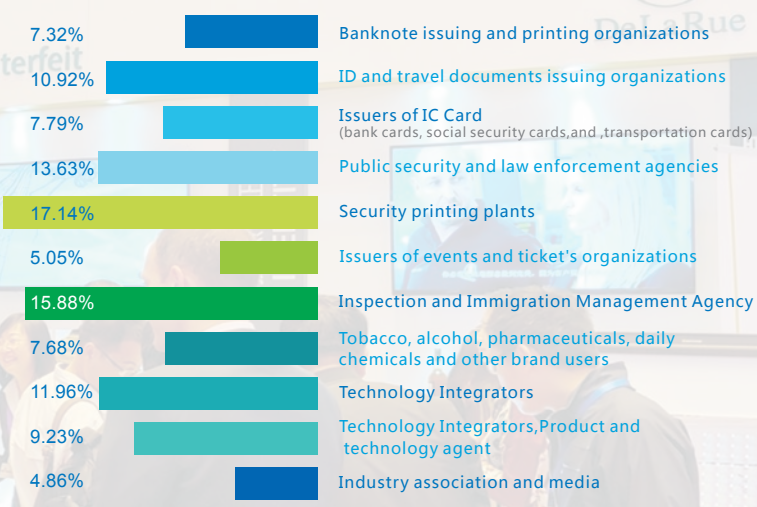 DeLaRue
terfeit
7.32% Banknote issuing and printing organizations
10.92% ID and travel documents issuing organizations
7.79% Issuers of IC Card
(bank cards, social security cards,and ,transportation cards)
13.63% Public security and law enforcement agencies
17.14% Security printing plants
5.05% Issuers of events and ticket's organizations
15.88% Inspection and Immigration Management Agency
7.68% Tobacco, alcohol, pharmaceuticals, daily
chemicals and other brand users
11.96% Technology Integrators
9.23% Technology Integrators,Product and
technology agent
4.86% Industry association and media